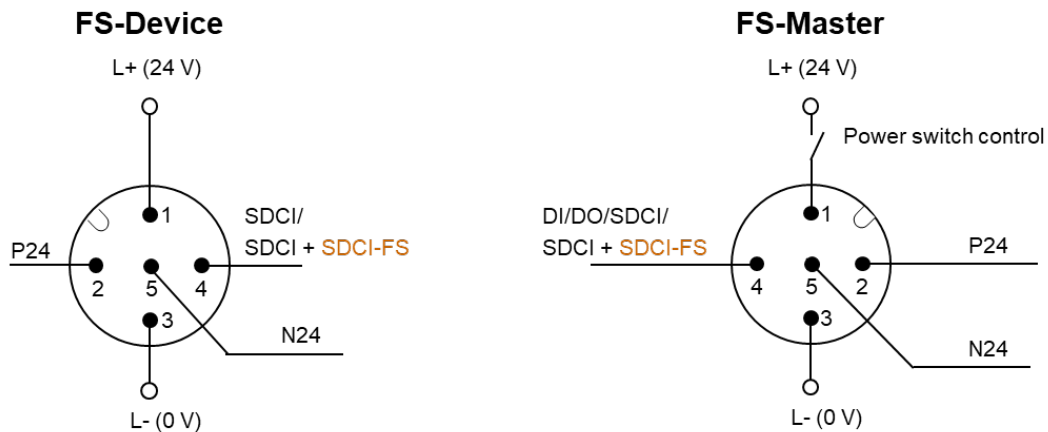 FS-Device
L+ (24 V)
1
SDCI/
SDCI + SDCI-FS
P24
2
5
4
3
N24
L- (0 V)
FS-Master
L+ (24 V)
Power switch control
1
DI/DO/SDCI/
SDCI + SDCI-FS
P24
4
5
2
3
N24
L- (0 V)